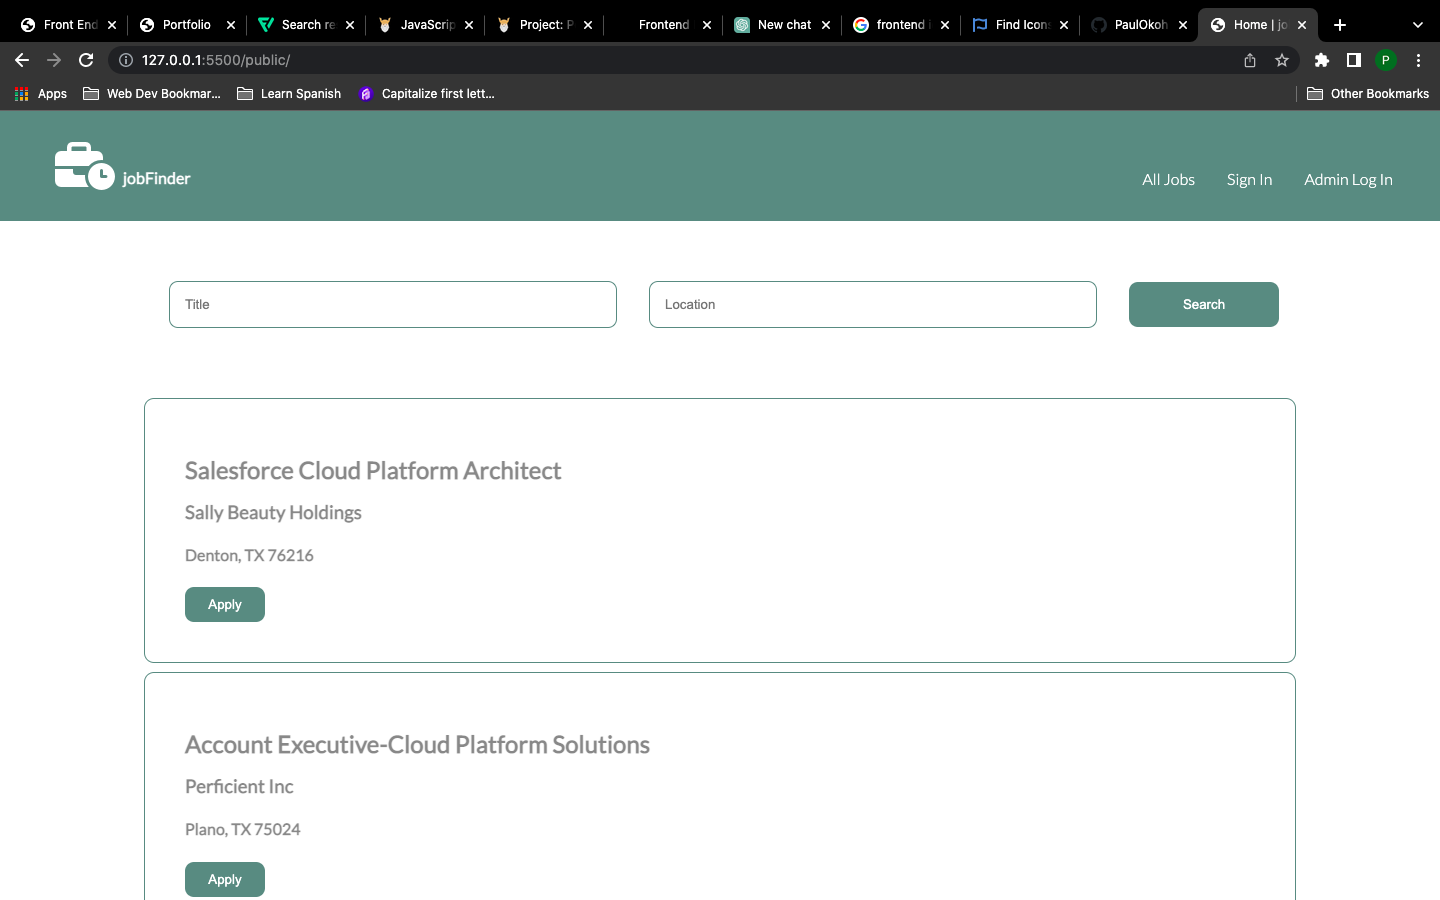 Front End Portfolio Search re JavaScrip Project: P Frontend New chat frontend i Find Icons PaulOkoh Home | jo
127.0.0.1:5500/public/ P
Apps Web Dev Bookmar... Learn Spanish Capitalize first lett... Other Bookmarks
jobFinder All Jobs Sign In Admin Log In
Title Location Search
Salesforce Cloud Platform Architect
Sally Beauty Holdings
Denton, TX 76216
Apply
Account Executive-Cloud Platform Solutions
Perficient Inc
Plano, TX 75024
Apply